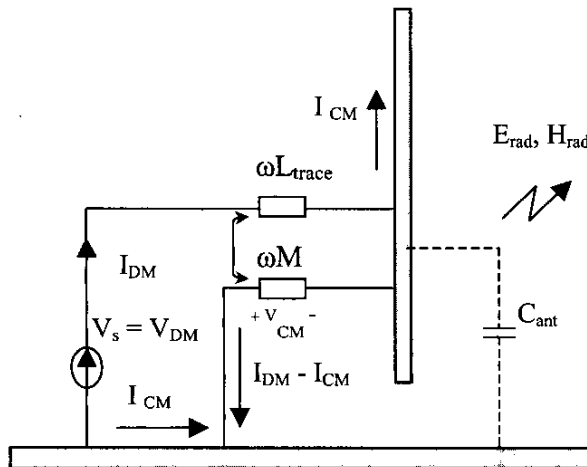 I CM
E rad, H rad
ωL trace
I DM
ωM
+ V CM -
V s = V DM
C ant
I DM - I CM
I CM